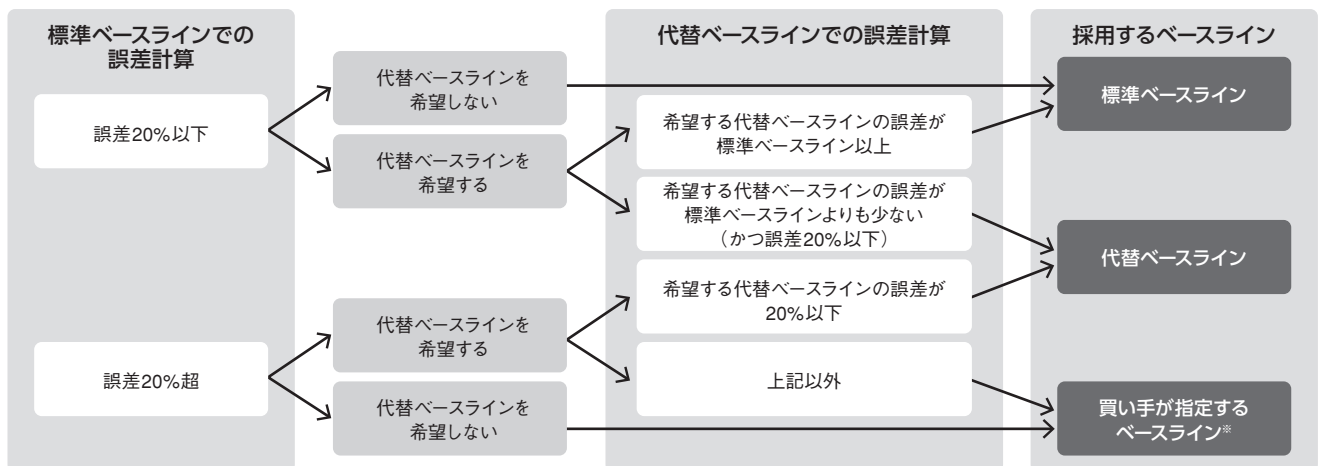 標準ベースラインでの
誤差計算
誤差20%以下
誤差20%超
代替ベースラインを
希望しない
代替ベースラインを
希望する
代替ベースラインを
希望する
代替ベースラインを
希望しない
代替ベースラインでの誤差計算
希望する代替ベースラインの誤差が
標準ベースライン以上
希望する代替ベースラインの誤差が
標準ベースラインよりも少ない
（かつ誤差20%以下）
希望する代替ベースラインの誤差が
20%以下
上記以外
採用するベースライン
標準ベースライン
代替ベースライン
買い手が指定する
ベースライン※